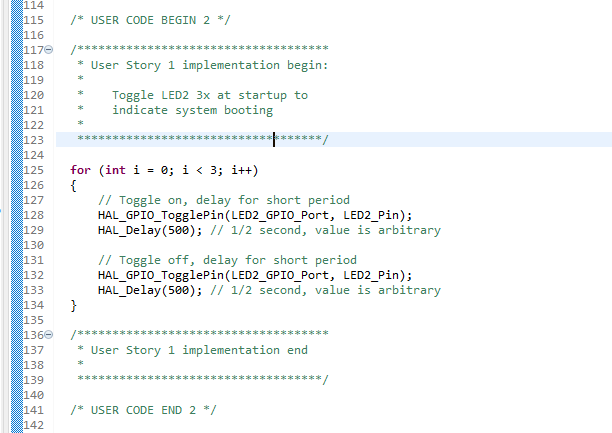 114
115 /* USER CODE BEGIN 2 */
116
117 /************************************
118 * User Story 1 implementation begin:
119 *
120 *    Toggle LED2 3x at startup to
121 *    indicate system booting
122 *
123 ***********************************/
124
125 for (int i = 0; i < 3; i++)
126 {
127     // Toggle on, delay for short period
128     HAL_GPIO_TogglePin(LED2_GPIO_Port, LED2_Pin);
129     HAL_Delay(500); // 1/2 second, value is arbitrary
130
131     // Toggle off, delay for short period
132     HAL_GPIO_TogglePin(LED2_GPIO_Port, LED2_Pin);
133     HAL_Delay(500); // 1/2 second, value is arbitrary
134 }
135
136 /************************************
137 * User Story 1 implementation end
138 *
139 ***********************************/
140
141 /* USER CODE END 2 */
142